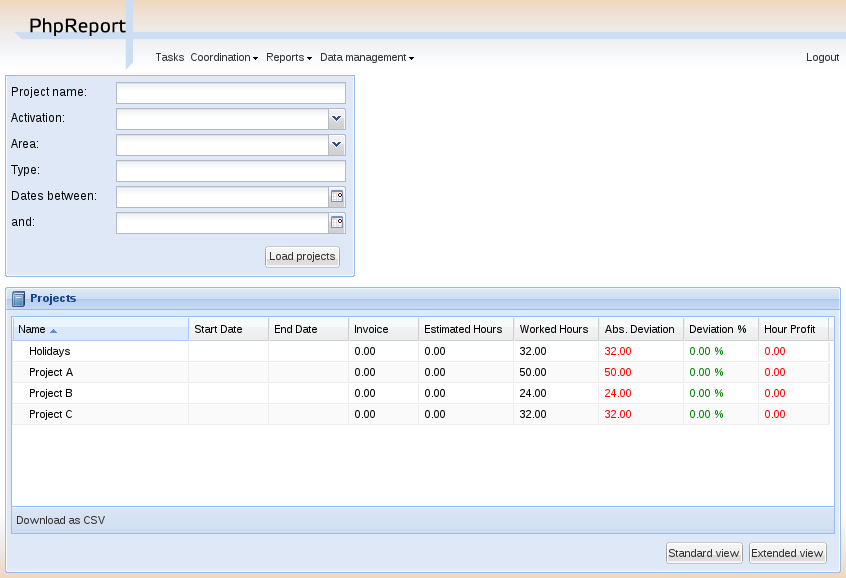 PhpReport
Tasks Coordination Reports Data management Logout
Project name:
Activation:
Area:
Type:
Dates between:
and:
Load projects
Projects
Name Start Date End Date Invoice Estimated Hours Worked Hours Abs. Deviation Deviation % Hour Profit
Holidays 0.00 0.00 32.00 32.00 0.00 % 0.00
Project A 0.00 0.00 50.00 50.00 0.00 % 0.00
Project B 0.00 0.00 24.00 24.00 0.00 % 0.00
Project C 0.00 0.00 32.00 32.00 0.00 % 0.00
Download as CSV
Standard view Extended view